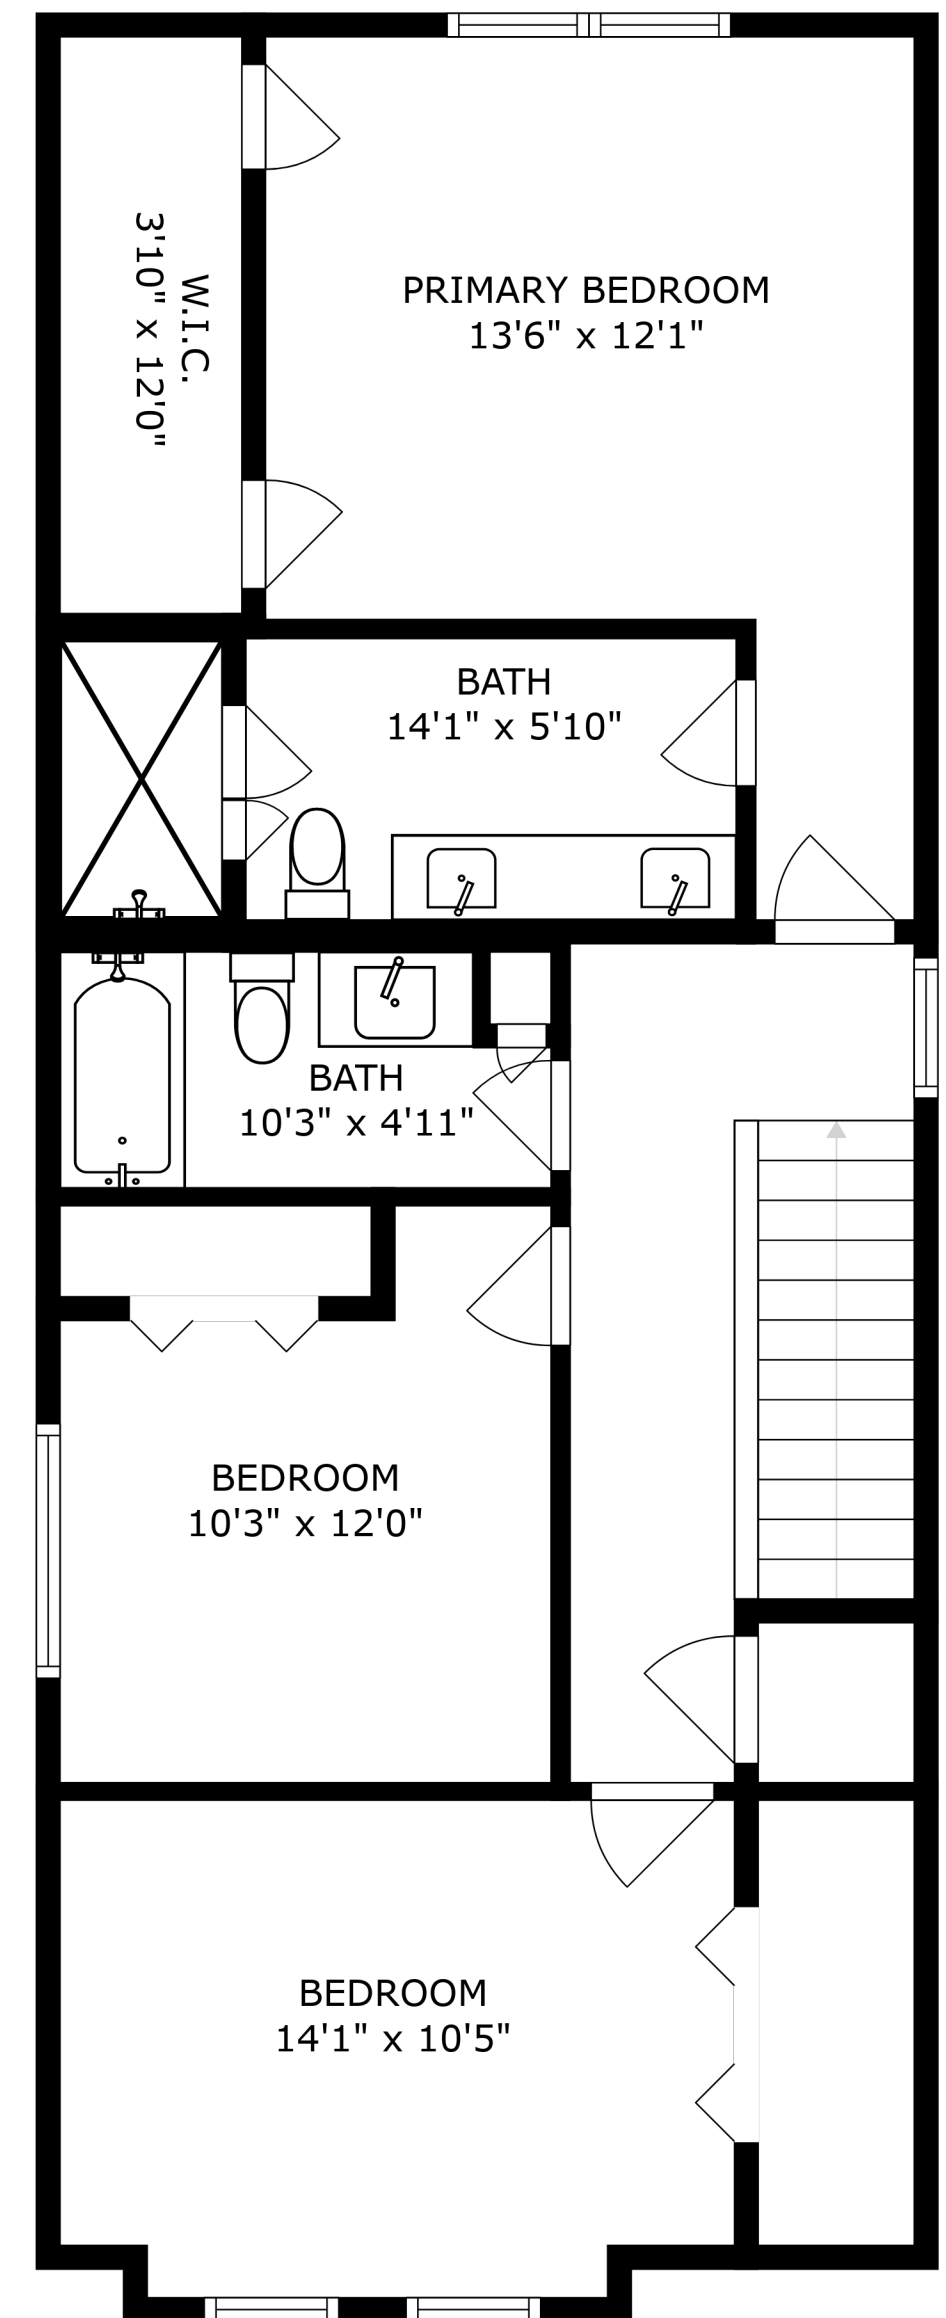 W.I.C.
3'10" x 12'0"
PRIMARY BEDROOM
13'6" x 12'1"
BATH
14'1" x 5'10"
BATH
10'3" x 4'11"
BEDROOM
10'3" x 12'0"
BEDROOM
14'1" x 10'5"